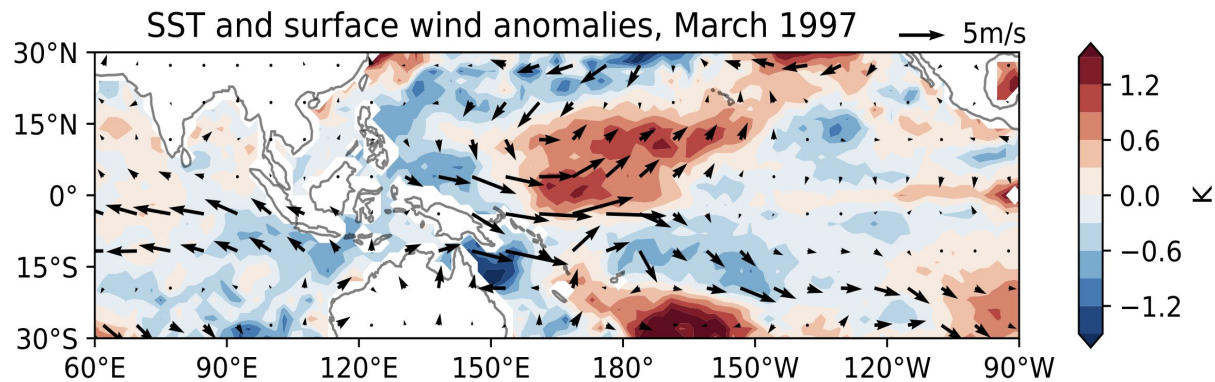 SST and surface wind anomalies, March 1997
5m/s
30°N
15°N
0°
15°S
30°S
60°E 90°E 120°E 150°E 180° 150°W 120°W 90°W
1.2
0.6
0.0
−0.6
−1.2
K